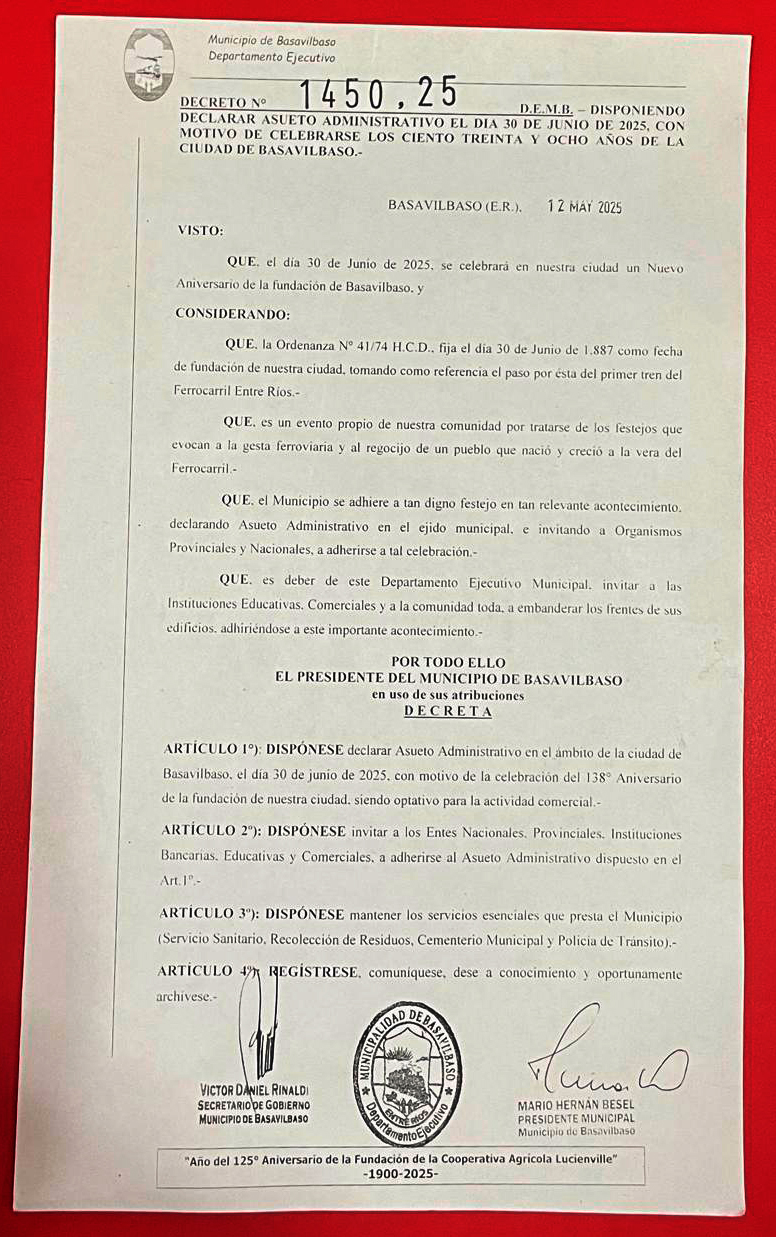 Municipio de Basavilbaso
Departamento Ejecutivo
DECRETO Nº 1450.25 D.E.M.B. – DISPONIENDO
DECLARAR ASUETO ADMINISTRATIVO EL DIA 30 DE JUNIO DE 2025, CON
MOTIVO DE CELEBRARSE LOS CIENTO TREINTA Y OCHO AÑOS DE LA
CIUDAD DE BASAVILBASO.-
BASAVILBASO (E.R.), 12 MAY 2025
VISTO:
QUE, el día 30 de Junio de 2025, se celebrará en nuestra ciudad un Nuevo
Aniversario de la fundación de Basavilbaso, y
CONSIDERANDO:
QUE, la Ordenanza Nº 41/74 H.C.D., fija el día 30 de Junio de 1.887 como fecha
de fundación de nuestra ciudad, tomando como referencia el paso por ésta del primer tren del
Ferrocarril Entre Ríos.-
QUE, es un evento propio de nuestra comunidad por tratarse de los festejos que
evocan a la gesta ferroviaria y al regocijo de un pueblo que nació y creció a la vera del
Ferrocarril.-
QUE, el Municipio se adhiere a tan digno festejo en tan relevante acontecimiento,
declarando Asueto Administrativo en el ejido municipal, e invitando a Organismos
Provinciales y Nacionales, a adherirse a tal celebración.-
QUE, es deber de este Departamento Ejecutivo Municipal, invitar a las
Instituciones Educativas, Comerciales y a la comunidad toda, a embanderar los frentes de sus
edificios, adhiriéndose a este importante acontecimiento.-
POR TODO ELLO
EL PRESIDENTE DEL MUNICIPIO DE BASAVILBASO
en uso de sus atribuciones
D E C R E T A
ARTÍCULO 1º): DISPÓNESE declarar Asueto Administrativo en el ámbito de la ciudad de
Basavilbaso, el día 30 de junio de 2025, con motivo de la celebración del 138° Aniversario
de la fundación de nuestra ciudad, siendo optativo para la actividad comercial.-
ARTÍCULO 2º): DISPÓNESE invitar a los Entes Nacionales, Provinciales, Instituciones
Bancarias, Educativas y Comerciales, a adherirse al Asueto Administrativo dispuesto en el
Art.1º.-
ARTÍCULO 3º): DISPÓNESE mantener los servicios esenciales que presta el Municipio
(Servicio Sanitario, Recolección de Residuos, Cementerio Municipal y Policía de Tránsito).-
ARTÍCULO 4º): REGÍSTRESE, comuníquese, dese a conocimiento y oportunamente
archívese.-
MUNICIPALIDAD DE BASAVILBASO
ENTRE RIOS
Departamento Ejecutivo
VICTOR DANIEL RINALDI
SECRETARIO DE GOBIERNO
MUNICIPIO DE BASAVILBASO
MARIO HERNÁN BESEL
PRESIDENTE MUNICIPAL
Municipio de Basavilbaso
"Año del 125º Aniversario de la Fundación de la Cooperativa Agrícola Lucienville"
-1900-2025-